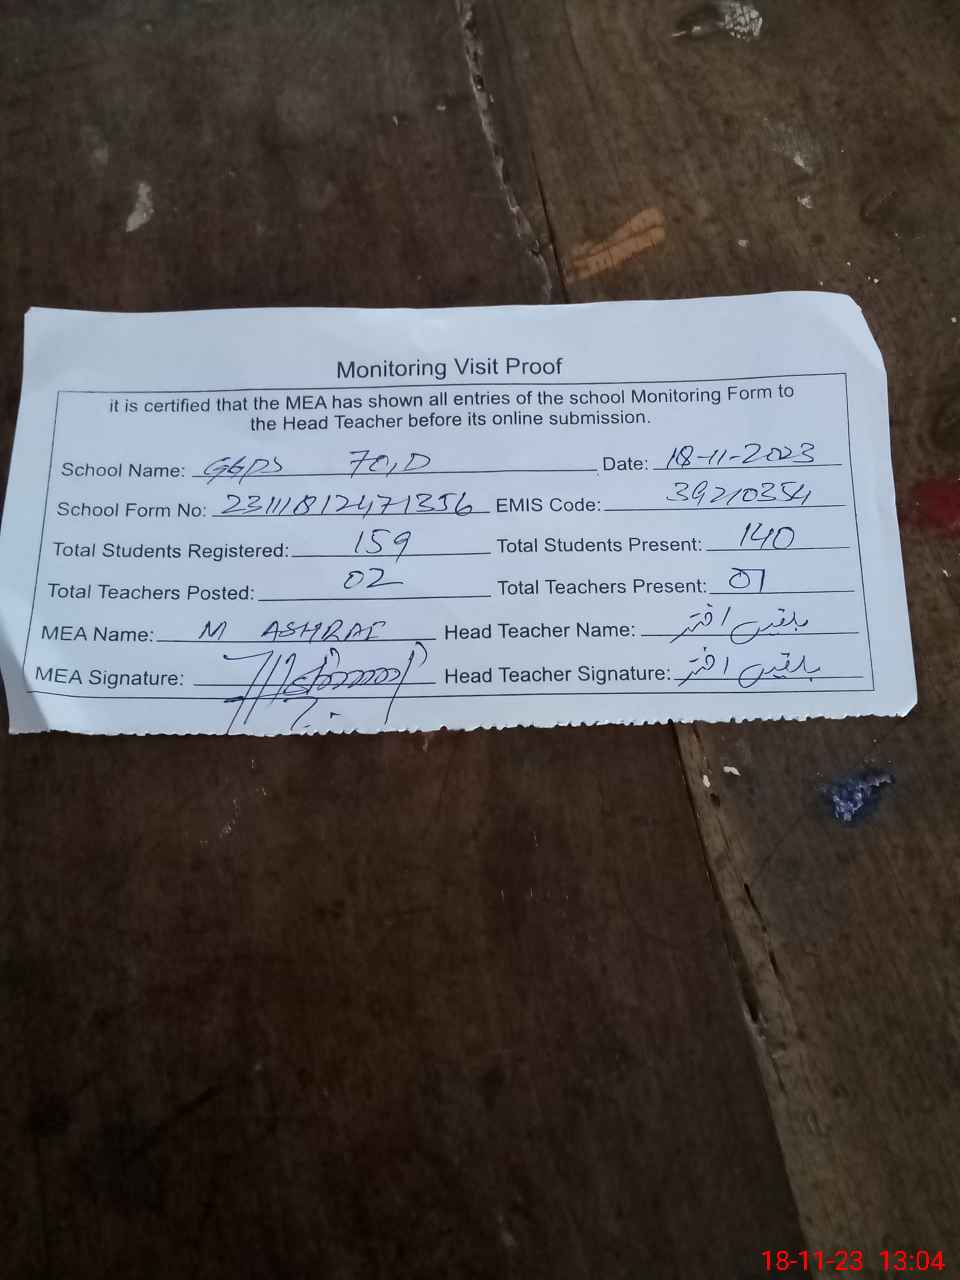 Monitoring Visit Proof
it is certified that the MEA has shown all entries of the school Monitoring Form to
the Head Teacher before its online submission.
School Name: GGPS 70,D Date: 18-11-2023
School Form No: 23111812471356 EMIS Code: 39210354
Total Students Registered: 159 Total Students Present: 140
Total Teachers Posted: 02 Total Teachers Present: 01
MEA Name: M ASHRAF Head Teacher Name: بلقیس اختر
MEA Signature: Head Teacher Signature: بلقیس اختر
18-11-23 13:04